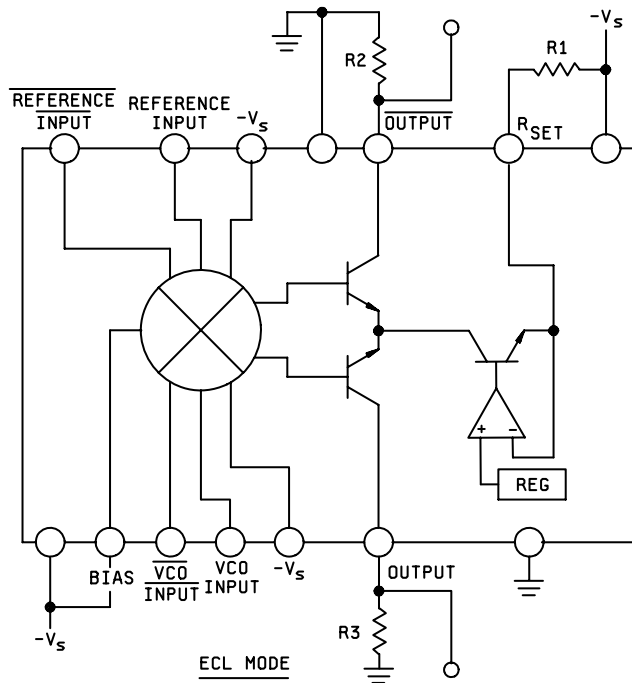 -Vs
R1
R2
REFERENCE
INPUT
REFERENCE
INPUT
-Vs
OUTPUT
RSET
+ -
REG
BIAS
VCO
INPUT
VCO
INPUT
-Vs
OUTPUT
-Vs
R3
ECL MODE